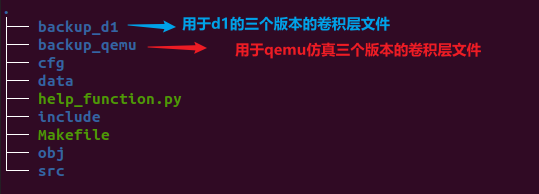 .
backup_d1 用于d1的三个版本的卷积层文件
backup_qemu 用于qemu仿真三个版本的卷积层文件
cfg
data
help_function.py
include
Makefile
obj
src